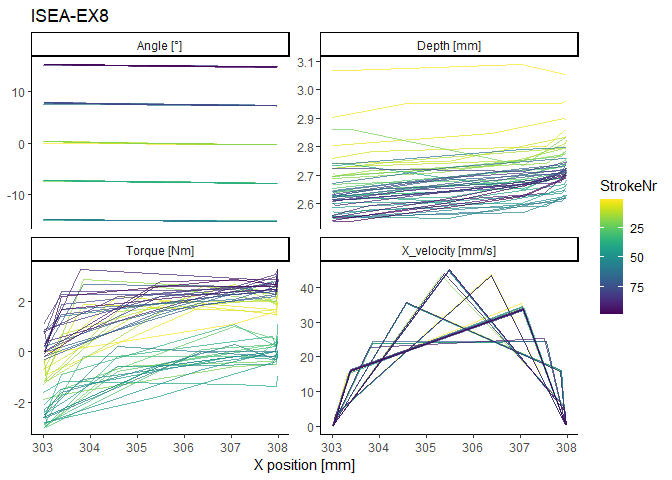 ISEA-EX8
Angle [°]
Depth [mm]
10
0
-10
3.1
3.0
2.9
2.8
2.7
2.6
StrokeNr
25
50
75
Torque [Nm]
X_velocity [mm/s]
2
0
-2
40
30
20
10
0
303 304 305 306 307 308
303 304 305 306 307 308
X position [mm]